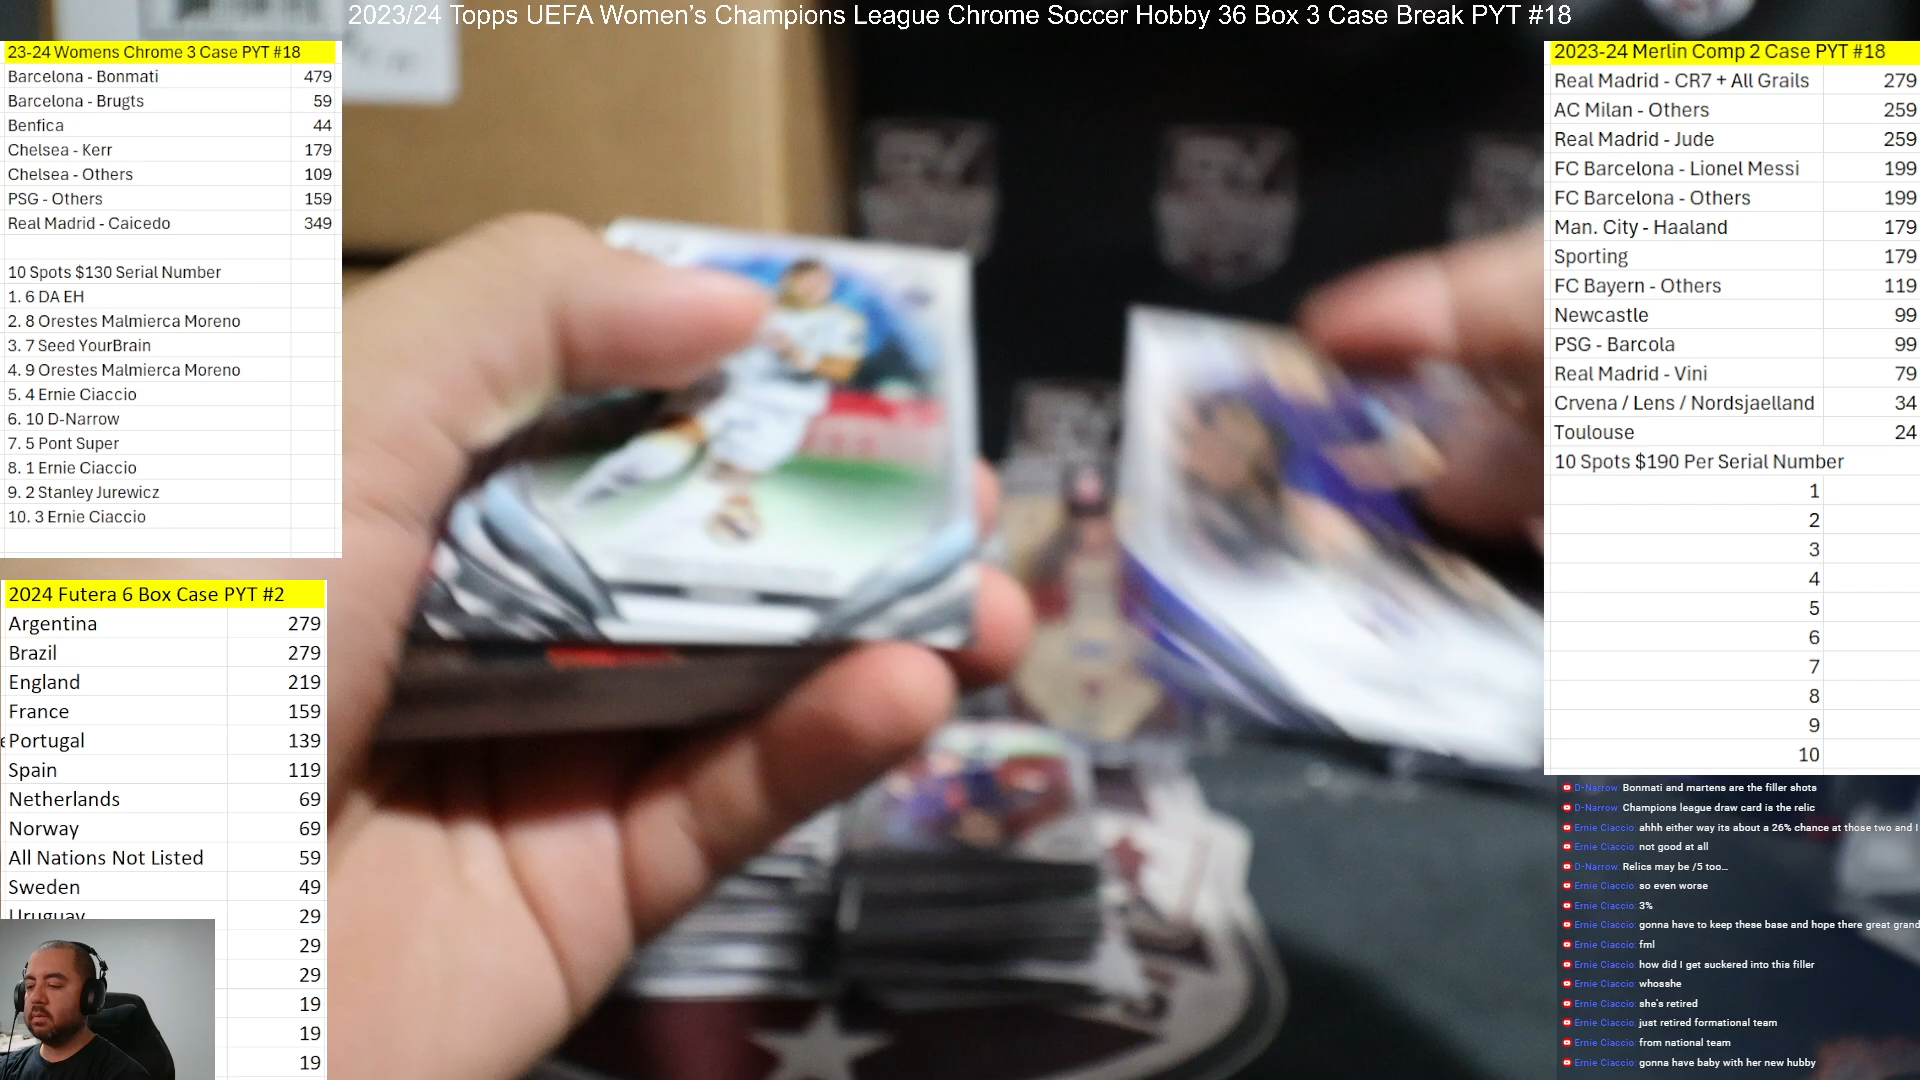 2023/24 Topps UEFA Women's Champions League Chrome Soccer Hobby 36 Box 3 Case Break PYT #18
23-24 Womens Chrome 3 Case PYT #18
Barcelona - Bonmati 479
Barcelona - Brugts 59
Benfica 44
Chelsea - Kerr 179
Chelsea - Others 109
PSG - Others 159
Real Madrid - Caicedo 349
10 Spots $130 Serial Number
1. 6 DA EH
2. 8 Orestes Malmierca Moreno
3. 7 Seed YourBrain
4. 9 Orestes Malmierca Moreno
5. 4 Ernie Ciaccio
6. 10 D-Narrow
7. 5 Pont Super
8. 1 Ernie Ciaccio
9. 2 Stanley Jurewicz
10. 3 Ernie Ciaccio
2024 Futera 6 Box Case PYT #2
Argentina 279
Brazil 279
England 219
France 159
Portugal 139
Spain 119
Netherlands 69
Norway 69
All Nations Not Listed 59
Sweden 49
Uruguay 29
29
29
19
19
19
2023-24 Merlin Comp 2 Case PYT #18
Real Madrid - CR7 + All Grails 279
AC Milan - Others 259
Real Madrid - Jude 259
FC Barcelona - Lionel Messi 199
FC Barcelona - Others 199
Man. City - Haaland 179
Sporting 179
FC Bayern - Others 119
Newcastle 99
PSG - Barcola 99
Real Madrid - Vini 79
Crvena / Lens / Nordsjaelland 34
Toulouse 24
10 Spots $190 Per Serial Number
1
2
3
4
5
6
7
8
9
10
D-Narrow: Bonmati and martens are the filler shots
D-Narrow: Champions league draw card is the relic
Ernie Ciaccio: ahhh either way its about a 26% chance at those two and I
Ernie Ciaccio: not good at all
D-Narrow: Relics may be /5 too...
Ernie Ciaccio: so even worse
Ernie Ciaccio: 3%
Ernie Ciaccio: gonna have to keep these base and hope there great grand
Ernie Ciaccio: fml
Ernie Ciaccio: how did I get suckered into this filler
Ernie Ciaccio: whosshe
Ernie Ciaccio: she's retired
Ernie Ciaccio: just retired formational team
Ernie Ciaccio: from national team
Ernie Ciaccio: gonna have baby with her new hubby